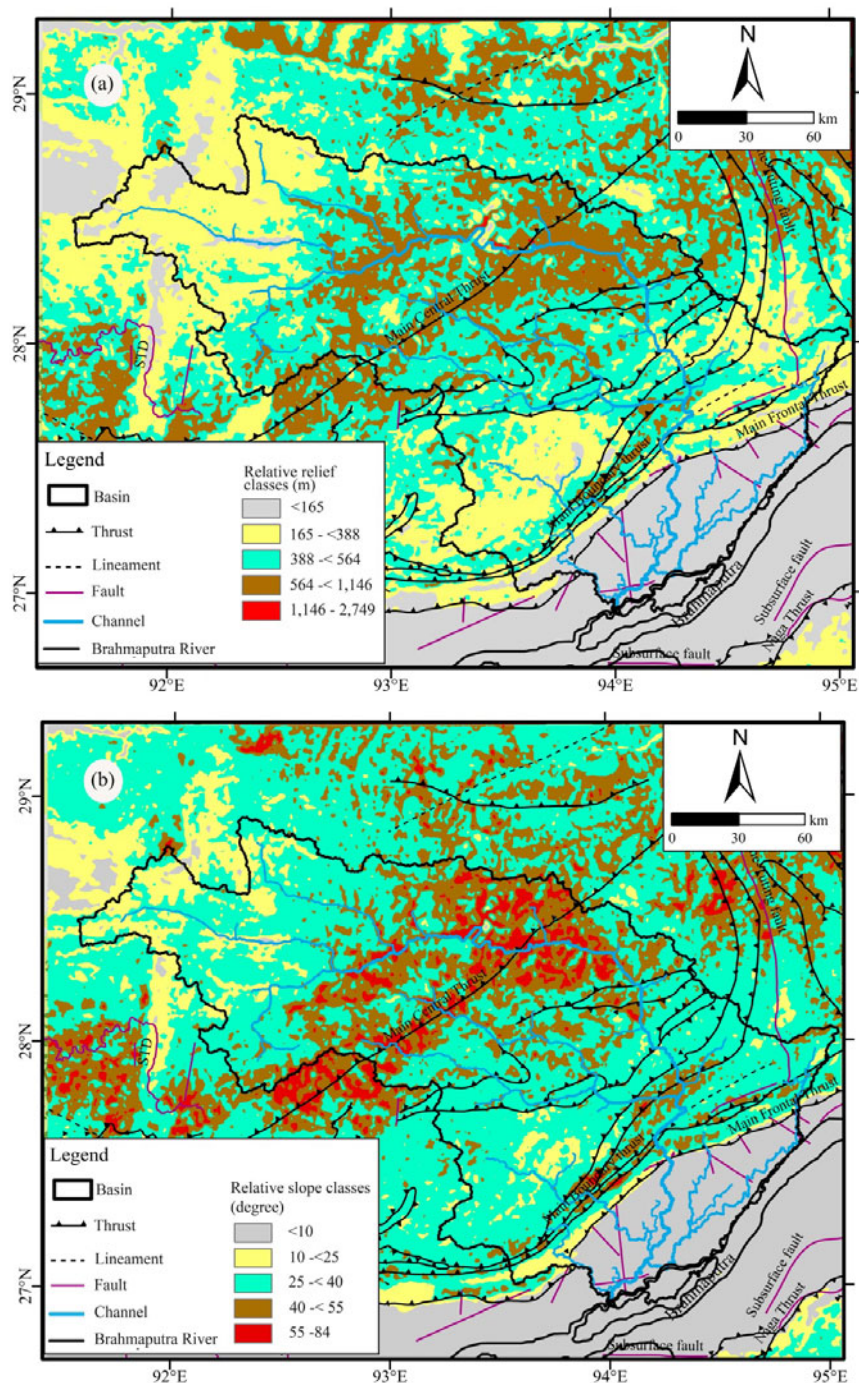 (a)
N
km
0 30 60
29°N
28°N
27°N
The Tuting fault
Main Central Thrust
STD
Main Frontal Thrust
Main Boundary thrust
Brahmaputra
Subsurface fault
Naga Thrust
Subsurface fault
Legend
Basin
Thrust
Lineament
Fault
Channel
Brahmaputra River
Relative relief
classes (m)
<165
165 - <388
388 - <564
564 -< 1,146
1,146 - 2,749
92°E 93°E 94°E 95°E
(b)
N
km
0 30 60
29°N
28°N
27°N
Main Central Thrust
STD
Main Frontal Thrust
Main Boundary thrust
Brahmaputra
Subsurface fault
Naga Thrust
Subsurface fault
Legend
Basin
Thrust
Lineament
Fault
Channel
Brahmaputra River
Relative slope classes
(degree)
<10
10 -<25
25 -< 40
40 -< 55
55 -84
92°E 93°E 94°E 95°E